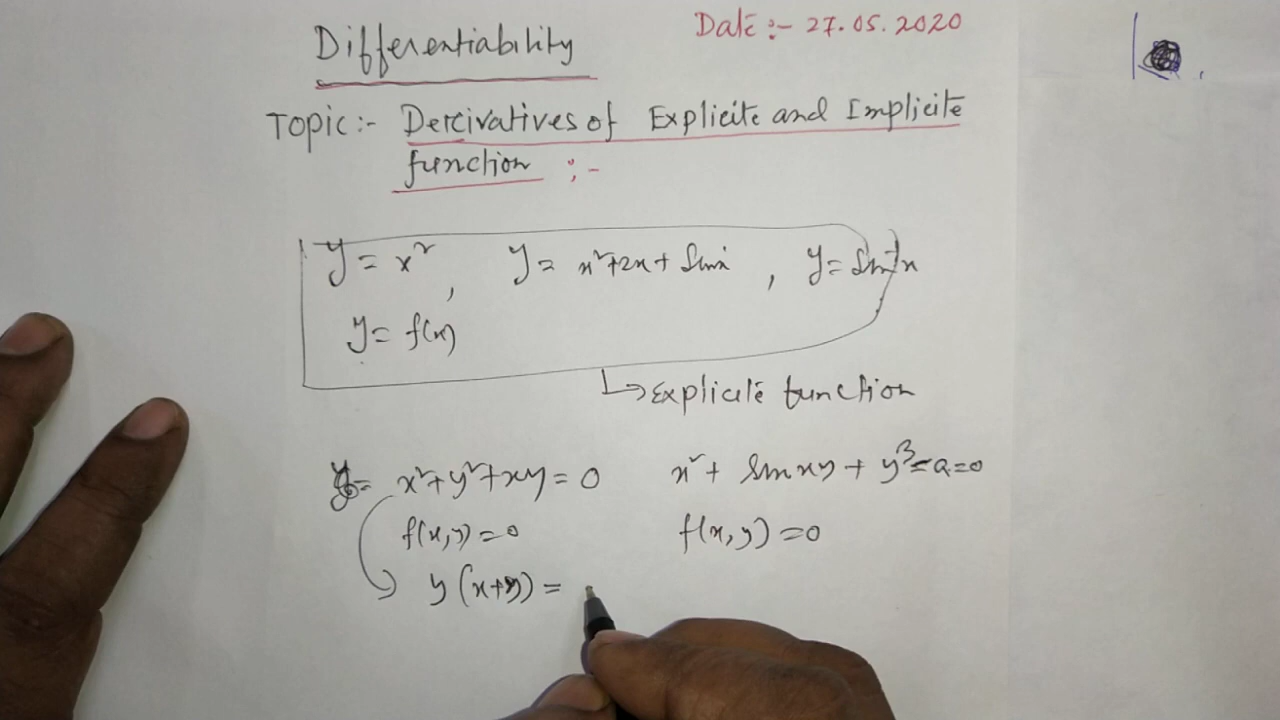 Differentiability
Date :- 27.05.2020
Topic:- Derivatives of Explicite and Implicite
function :-
y = x², y = x²+2x + sinx, y = sin⁻¹x
y = f(x)
↳ Explicite function
x²+y²+xy = 0
x² + sinxy + y³-a=0
f(x,y)=0
f(x,y)=0
y(x+y) =